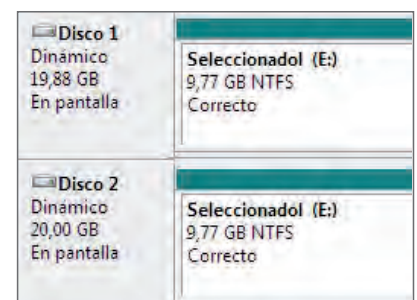 Disco 1
Dinámico
19,88 GB
En pantalla
Seleccionadol (E:)
9,77 GB NTFS
Correcto
Disco 2
Dinámico
20,00 GB
En pantalla
Seleccionadol (E:)
9,77 GB NTFS
Correcto